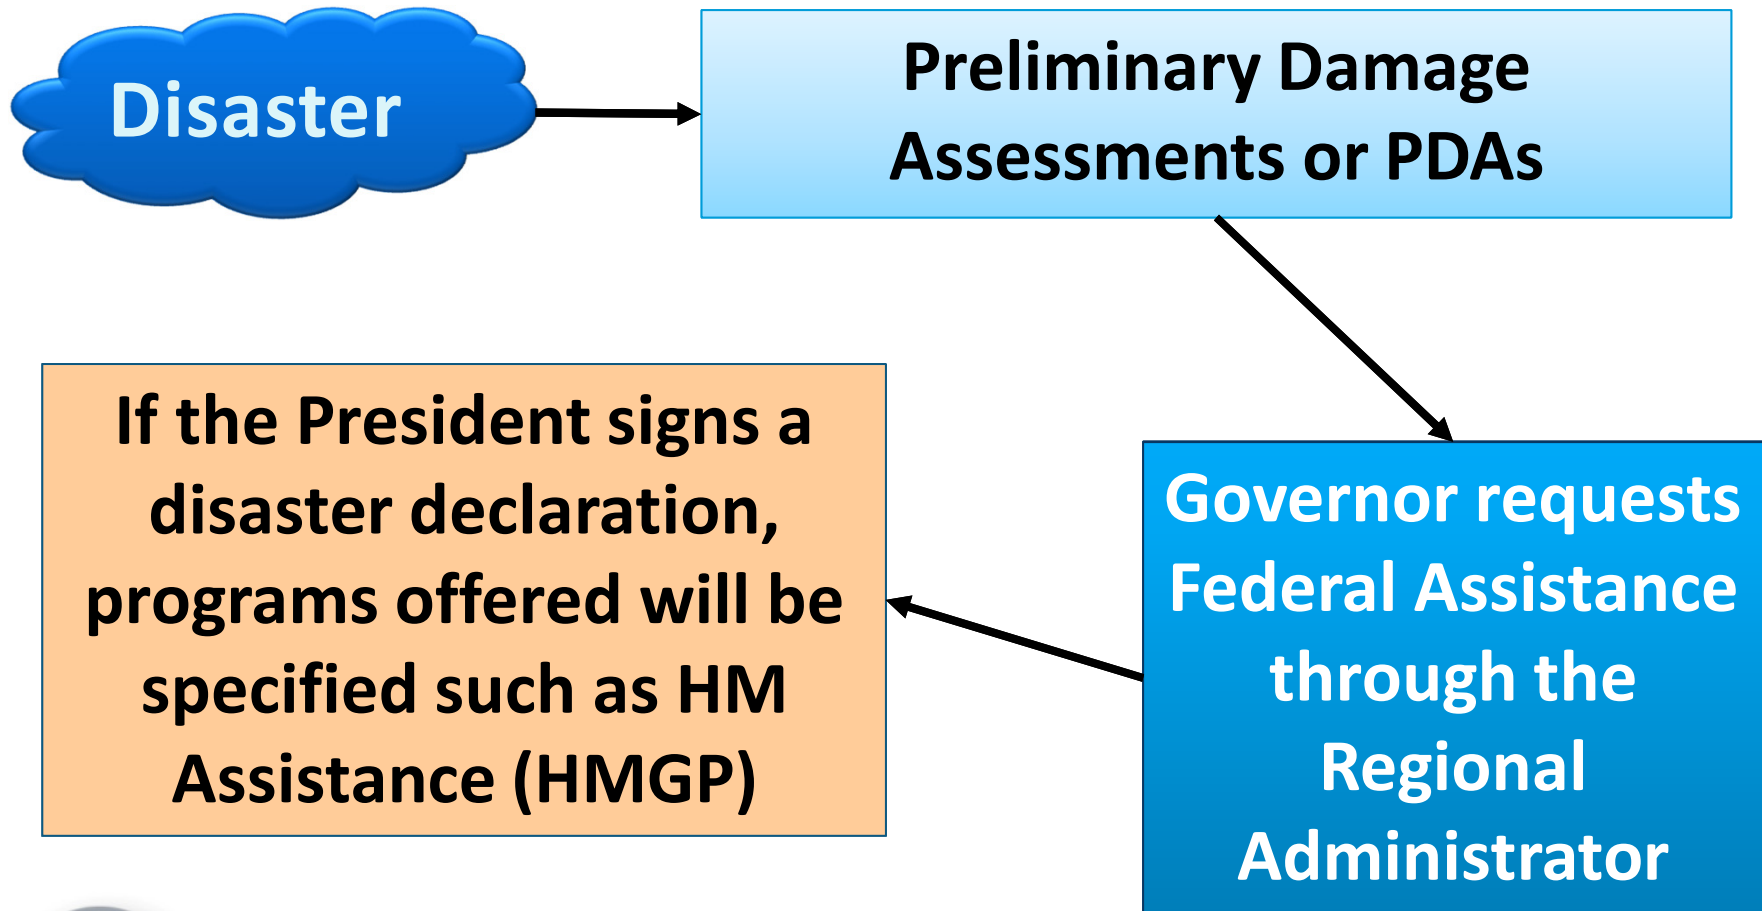 Disaster
Preliminary Damage
Assessments or PDAs
Governor requests
Federal Assistance
through the
Regional
Administrator
If the President signs a
disaster declaration,
programs offered will be
specified such as HM
Assistance (HMGP)